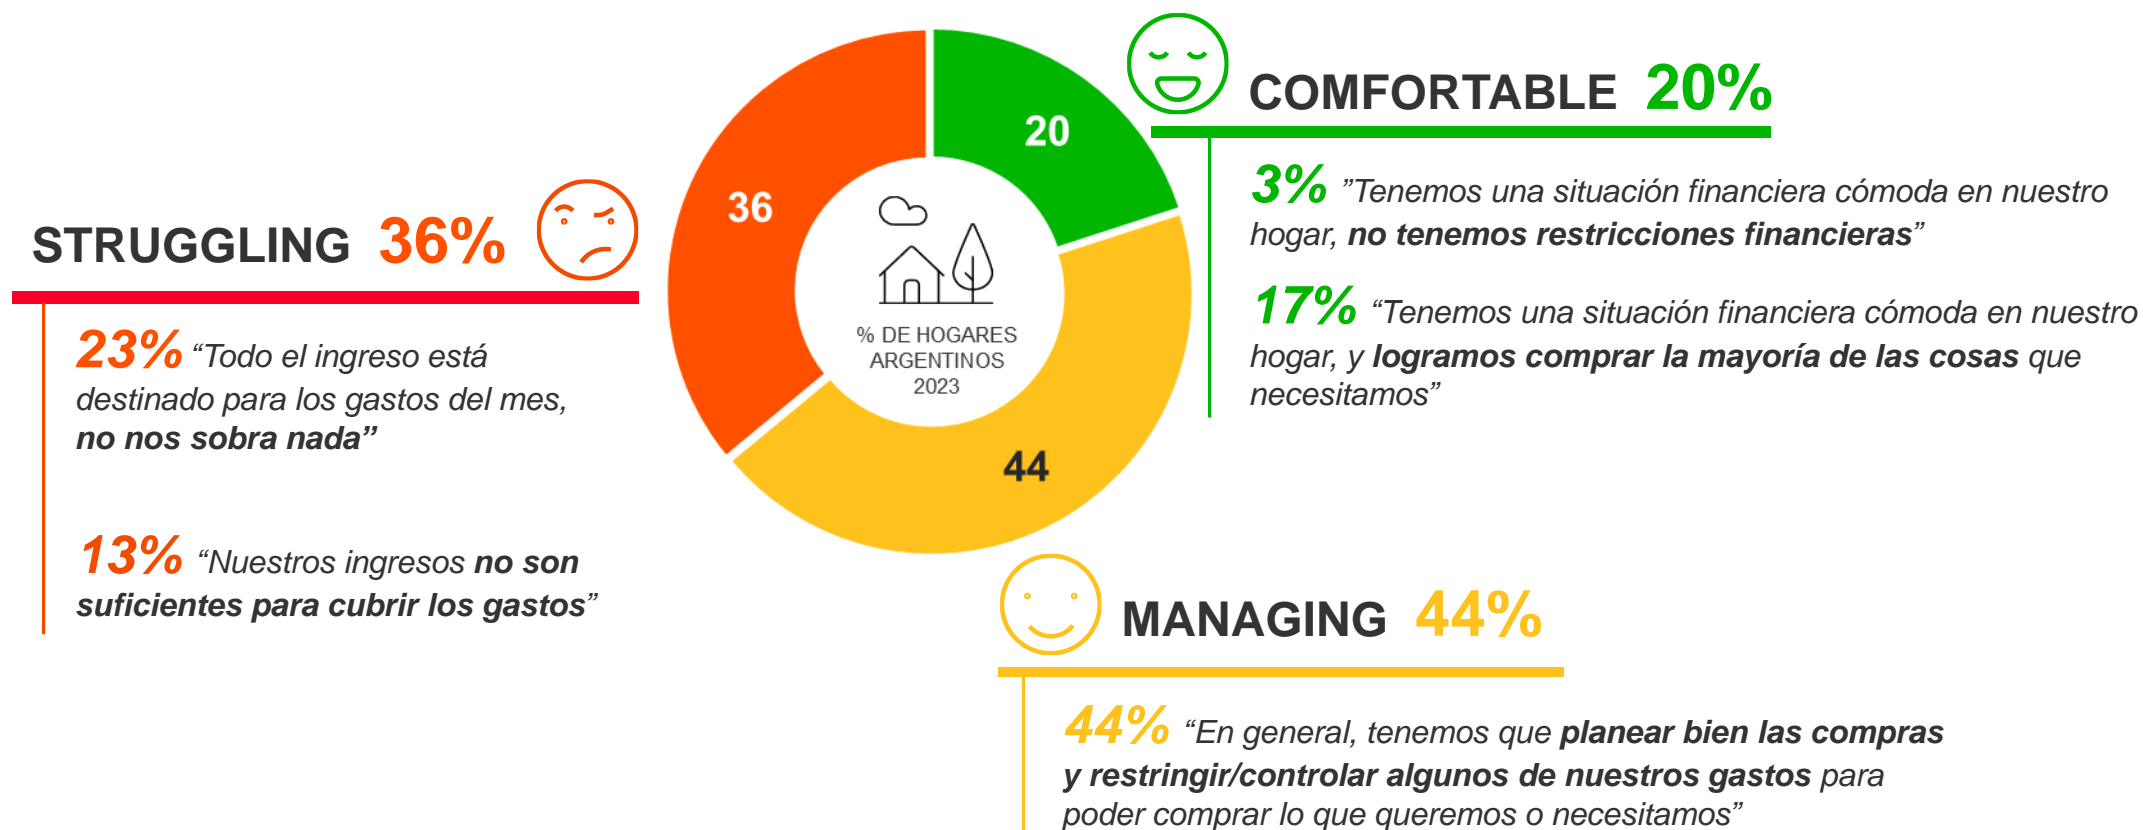 COMFORTABLE 20%
3% ”Tenemos una situación financiera cómoda en nuestro
hogar, no tenemos restricciones financieras”
17% “Tenemos una situación financiera cómoda en nuestro
hogar, y logramos comprar la mayoría de las cosas que
necesitamos”
STRUGGLING 36%
23% “Todo el ingreso está
destinado para los gastos del mes,
no nos sobra nada”
13% “Nuestros ingresos no son
suficientes para cubrir los gastos”
20
36
44
% DE HOGARES
ARGENTINOS
2023
MANAGING 44%
44% “En general, tenemos que planear bien las compras
y restringir/controlar algunos de nuestros gastos para
poder comprar lo que queremos o necesitamos”